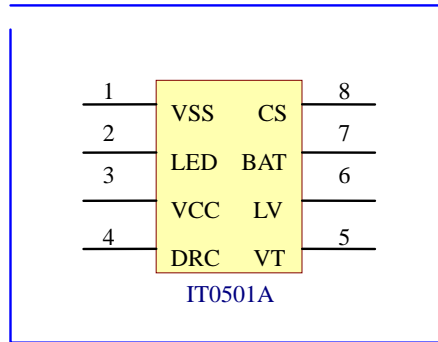 1 VSS CS 8
2 LED BAT 7
3 VCC LV 6
4 DRC VT 5
IT0501A